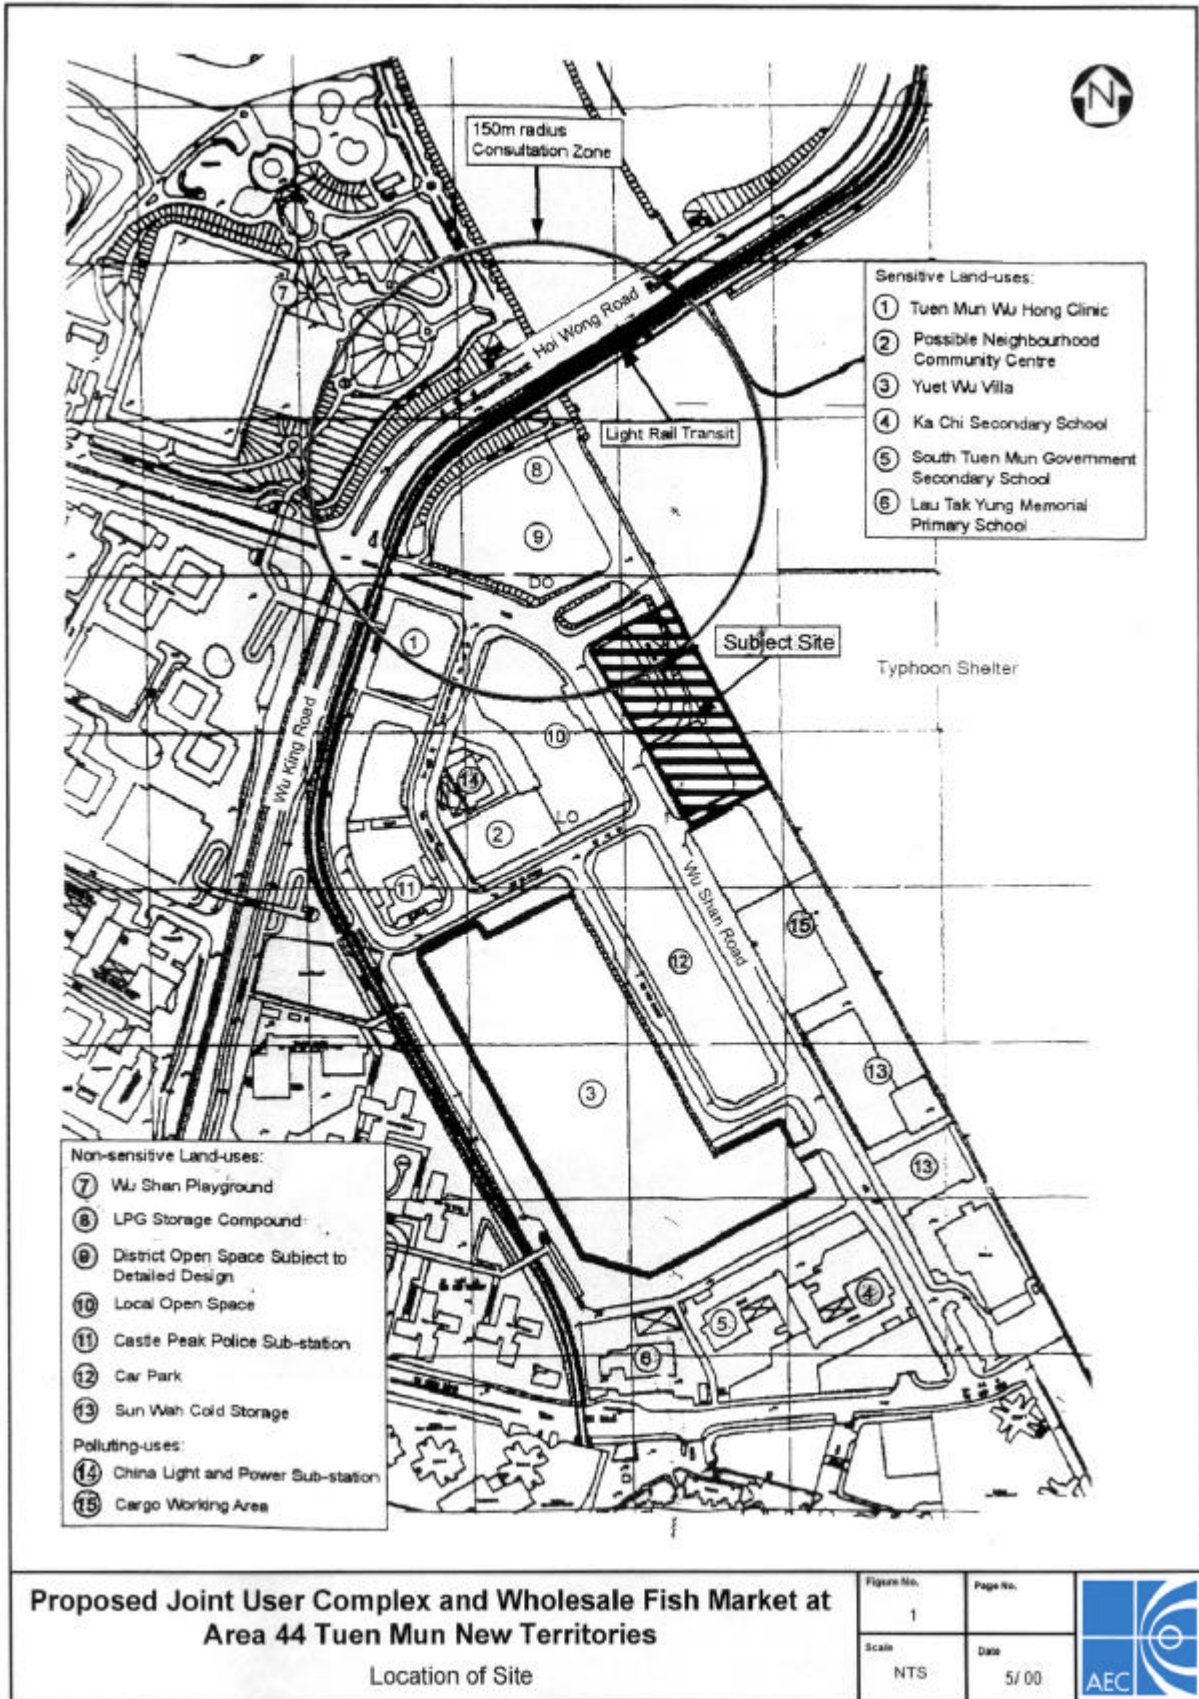 N
150m radius
Consultation Zone
Hoi Wong Road
Light Rail Transit
Sensitive Land-uses:
1 Tuen Mun Wu Hong Clinic
2 Possible Neighbourhood
Community Centre
3 Yuet Wu Villa
4 Ka Chi Secondary School
5 South Tuen Mun Government
Secondary School
6 Lau Tak Yung Memorial
Primary School
7
8
9
DO
1
Subject Site
Typhoon Shelter
Wu King Road
10
14
LO
2
11
Wu Shan Road
15
12
13
3
13
4
5
6
Non-sensitive Land-uses:
7 Wu Shan Playground
8 LPG Storage Compound
9 District Open Space Subject to
Detailed Design
10 Local Open Space
11 Castle Peak Police Sub-station
12 Car Park
13 Sun Wah Cold Storage
Polluting-uses:
14 China Light and Power Sub-station
15 Cargo Working Area
Proposed Joint User Complex and Wholesale Fish Market at
Area 44 Tuen Mun New Territories
Location of Site
Figure No.
1
Page No.
Scale
NTS
Date
5/ 00
AEC